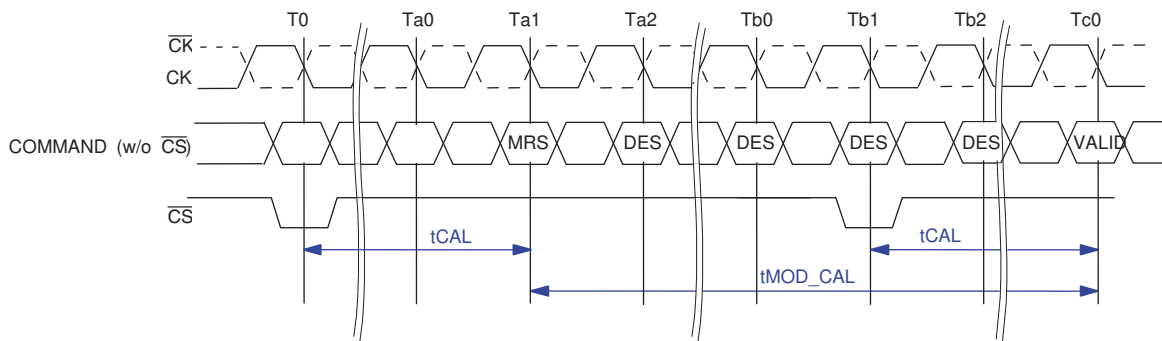 T0 Ta0 Ta1 Ta2 Tb0 Tb1 Tb2 Tc0
CK
CK
COMMAND (w/o CS) MRS DES DES DES DES VALID
CS
tCAL tCAL
tMOD_CAL